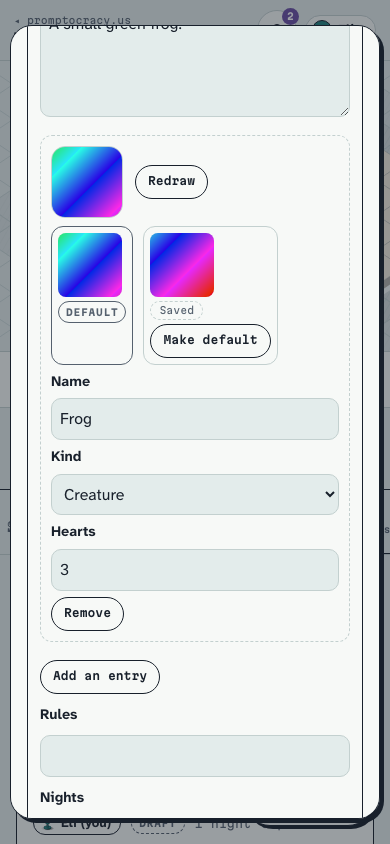 promptocracy.us
2
A small green frog.
Redraw
DEFAULT
Saved
Make default
Name
Frog
Kind
Creature
Hearts
3
Remove
Add an entry
Rules
Nights
Eli (you)
DRAFT
1 night